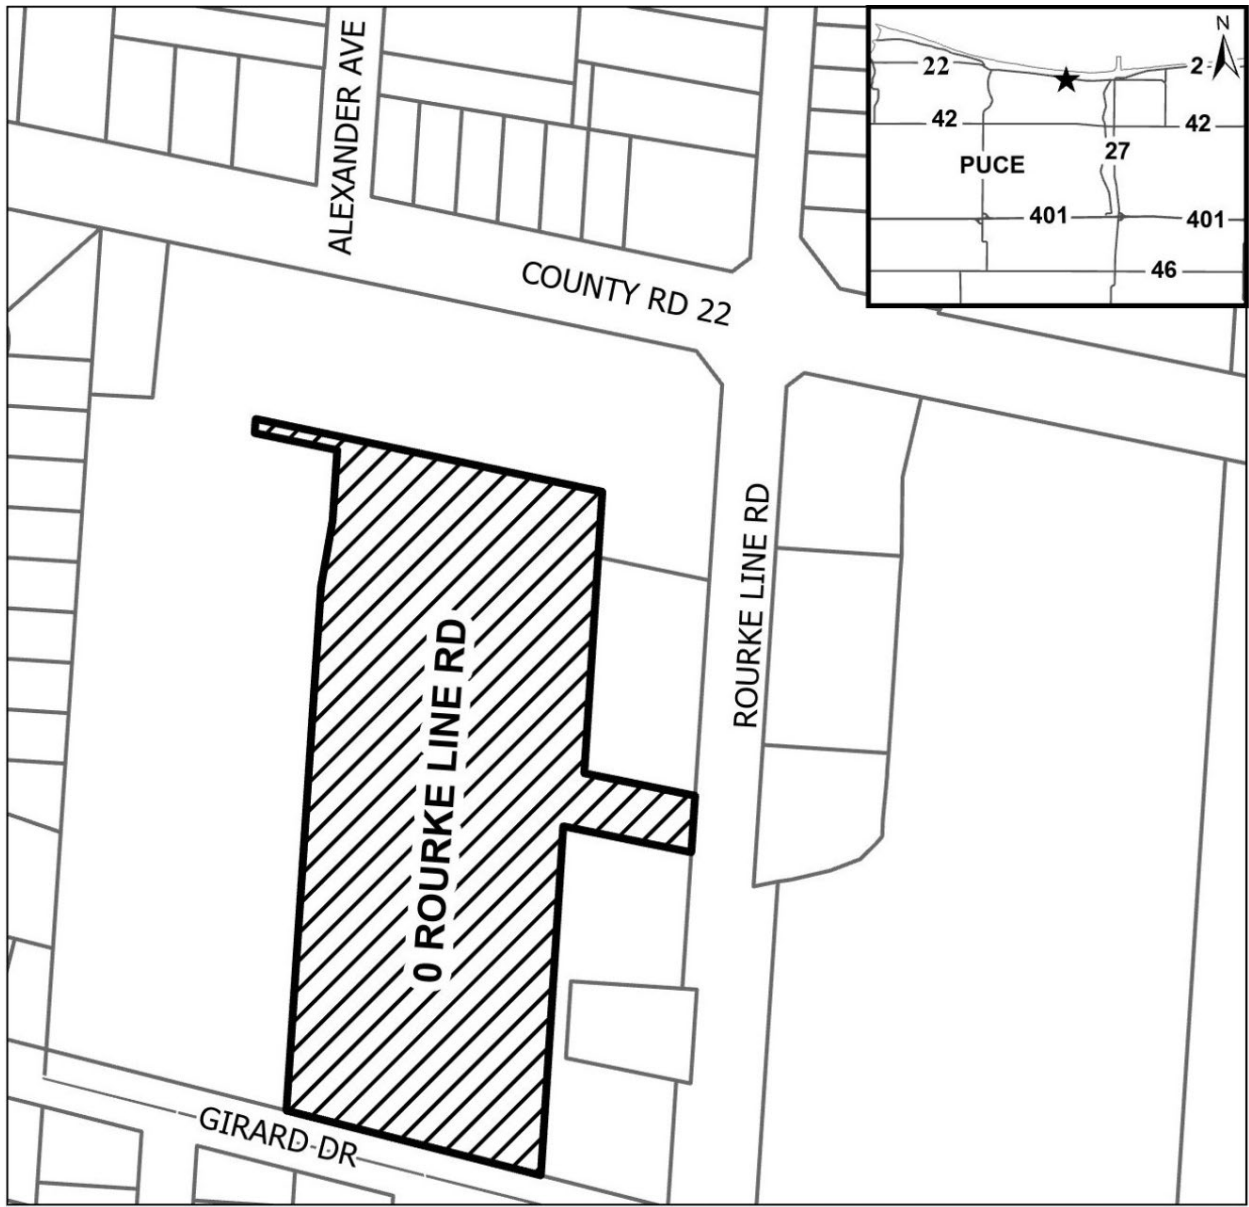 ALEXANDER AVE
N
22
2
42
42
PUCE
27
401
401
46
COUNTY RD 22
ROURKE LINE RD
0 ROURKE LINE RD
GIRARD DR